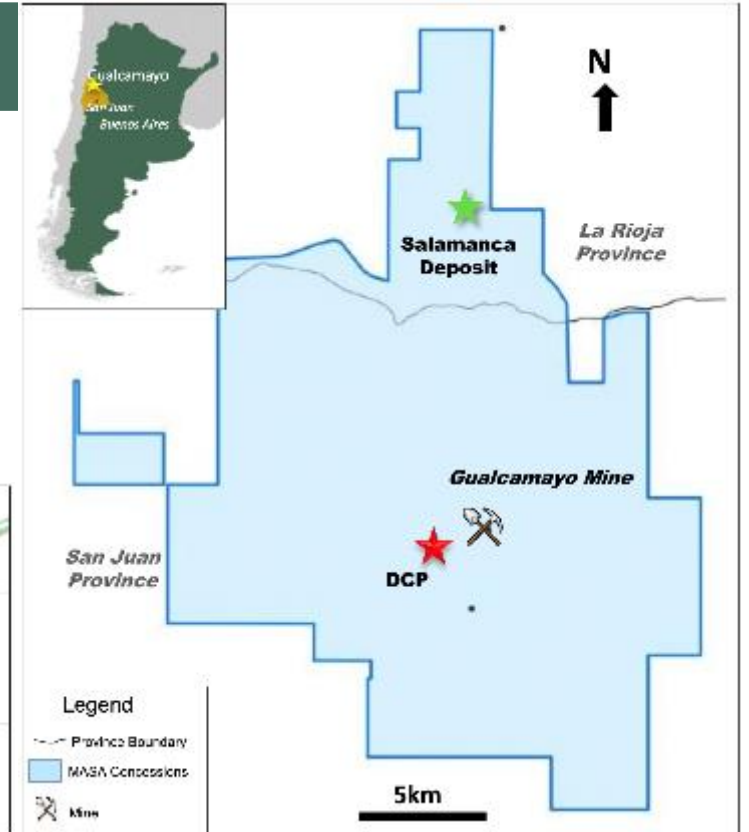 Gualcamayo
San Juan
Buenos Aires
N
La Rioja
Province
Salamanca
Deposit
Gualcamayo Mine
San Juan
Province
DCP
Legend
Province Boundary
MASA Concessions
Mine
5km